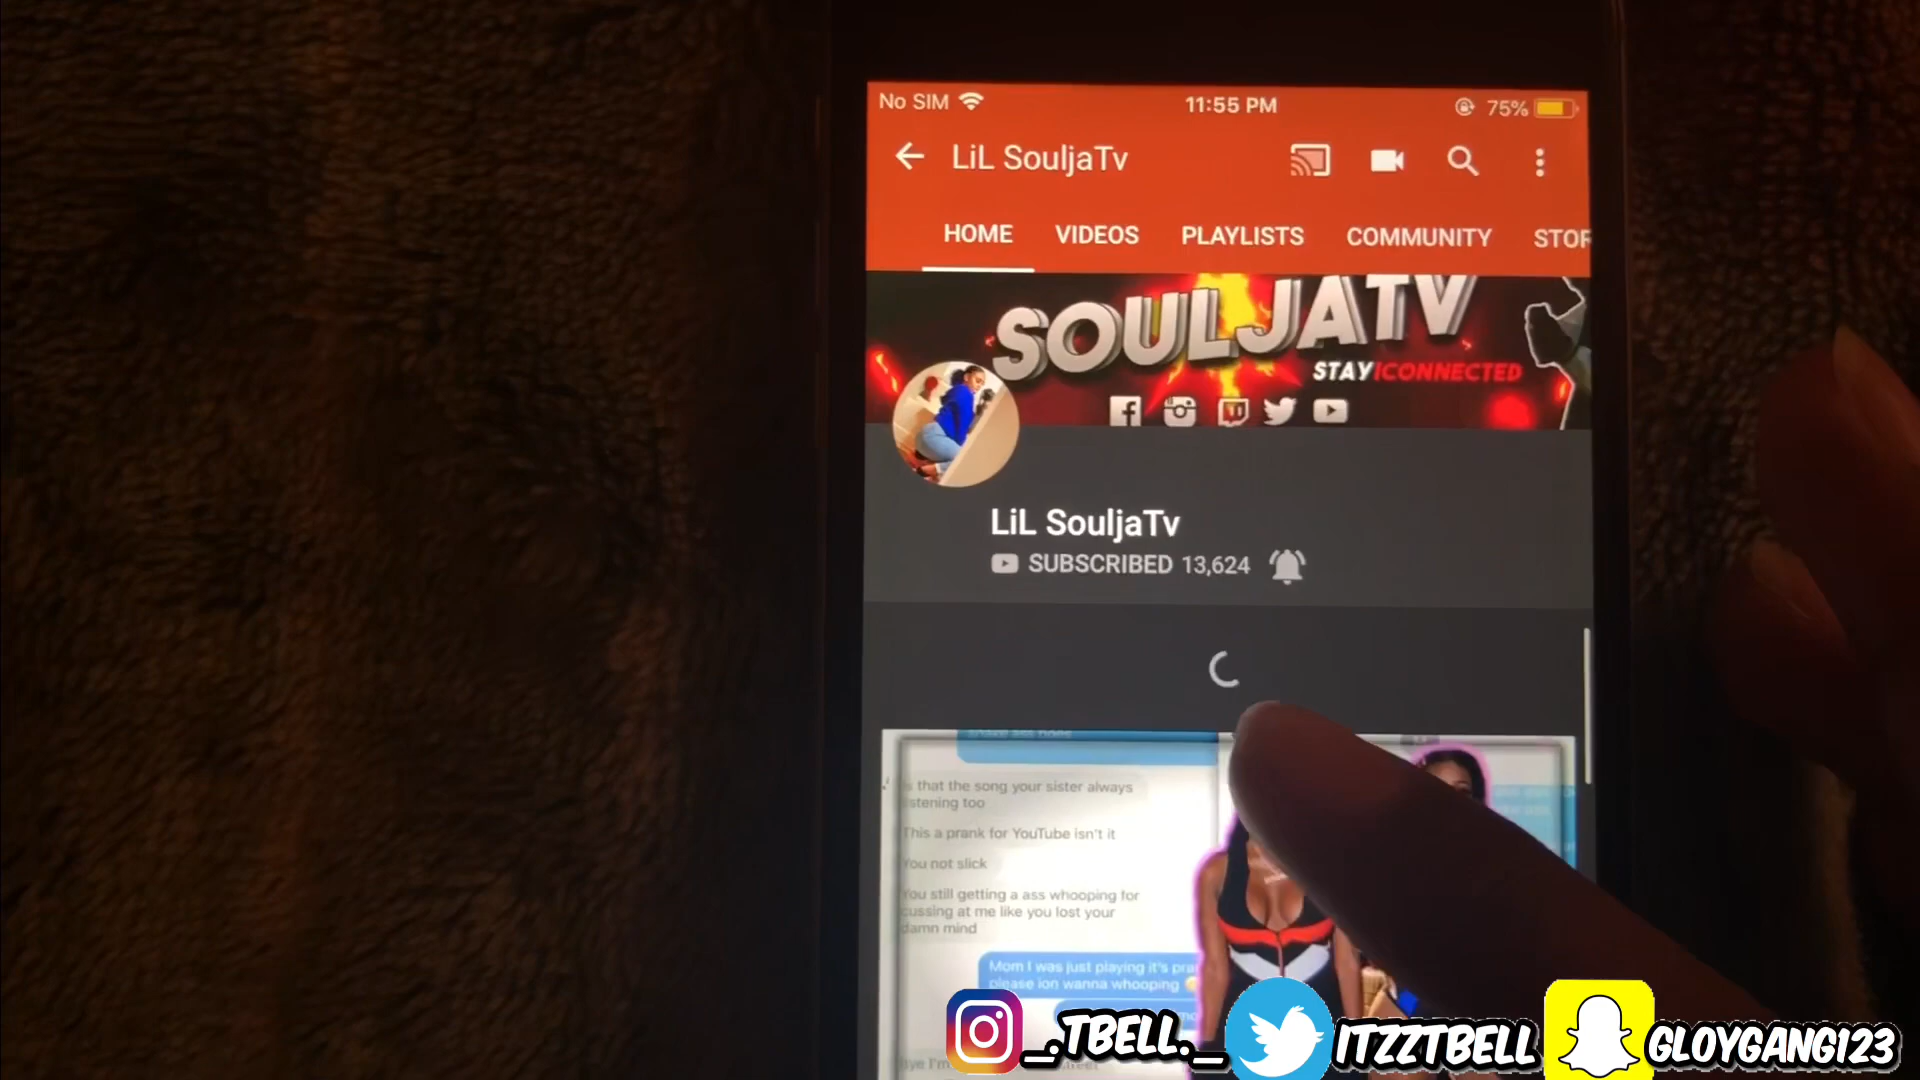 No SIM 11:55 PM 75%
LiL SouljaTv
HOME VIDEOS PLAYLISTS COMMUNITY STOR
SOULJATV
STAYICONNECTED
LiL SouljaTv
SUBSCRIBED 13,624
that the song your sister always
stening too
This a prank for YouTube isn't it
You not slick
You still getting a ass whooping for
cussing at me like you lost your
damn mind
Mom I was just playing it's pra
please ion wanna whooping
_.TBELL._ ITZZTBELL GLOYGANG123